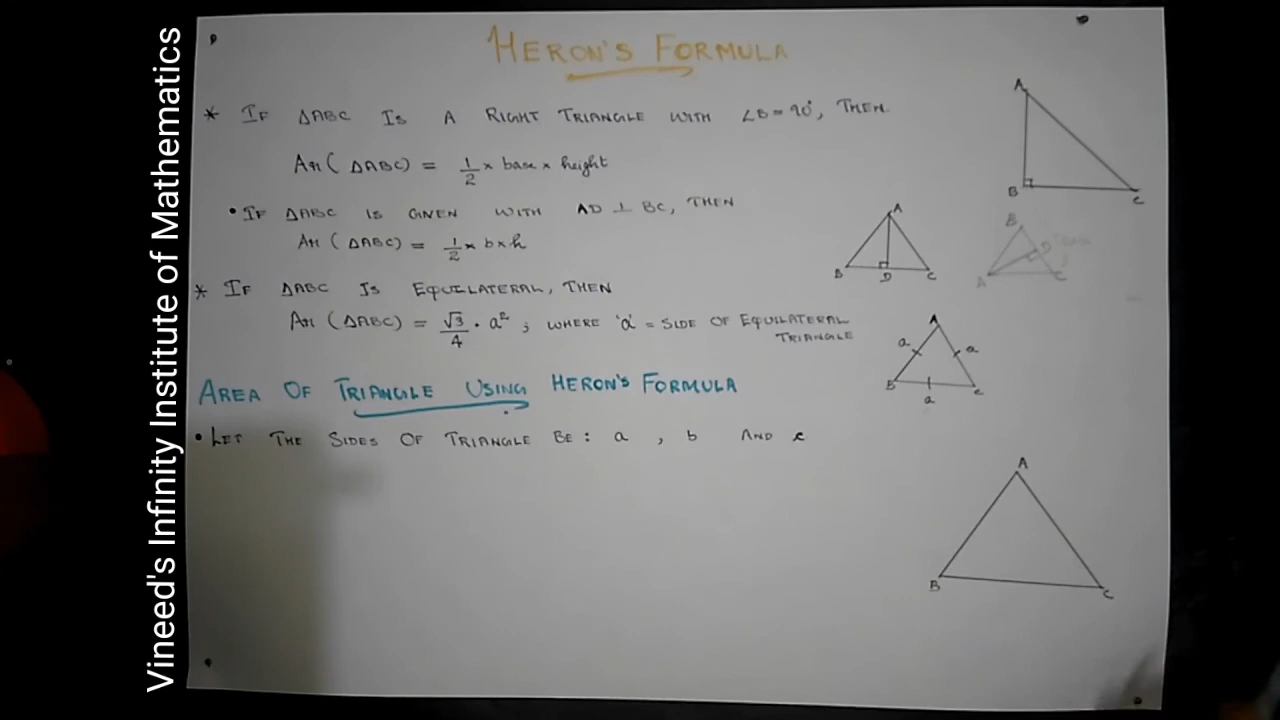 Vineed's Infinity Institute of Mathematics
HERON'S FORMULA
* IF ΔABC IS A RIGHT TRIANGLE WITH ∠B = 90°, THEN
Ar(ΔABC) = 1/2 × base × height
• IF ΔABC IS GIVEN WITH AD ⊥ BC, THEN
Ar (ΔABC) = 1/2 × b × h
* IF ΔABC IS EQUILATERAL, THEN
Ar (ΔABC) = √3/4 · a² ; WHERE 'a' = SIDE OF EQUILATERAL
TRIANGLE
AREA OF TRIANGLE USING HERON'S FORMULA
• LET THE SIDES OF TRIANGLE BE : a , b AND c
A
B
C
A
B
D
C
B
D
A
C
A
a
a
B
a
C
A
B
C